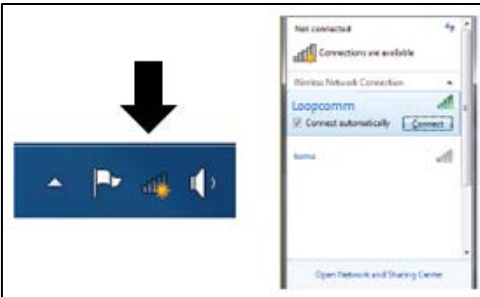 Not connected
Connections are available
Wireless Network Connection
Loopcomm
Connect automatically
Connect
Open Network and Sharing Center